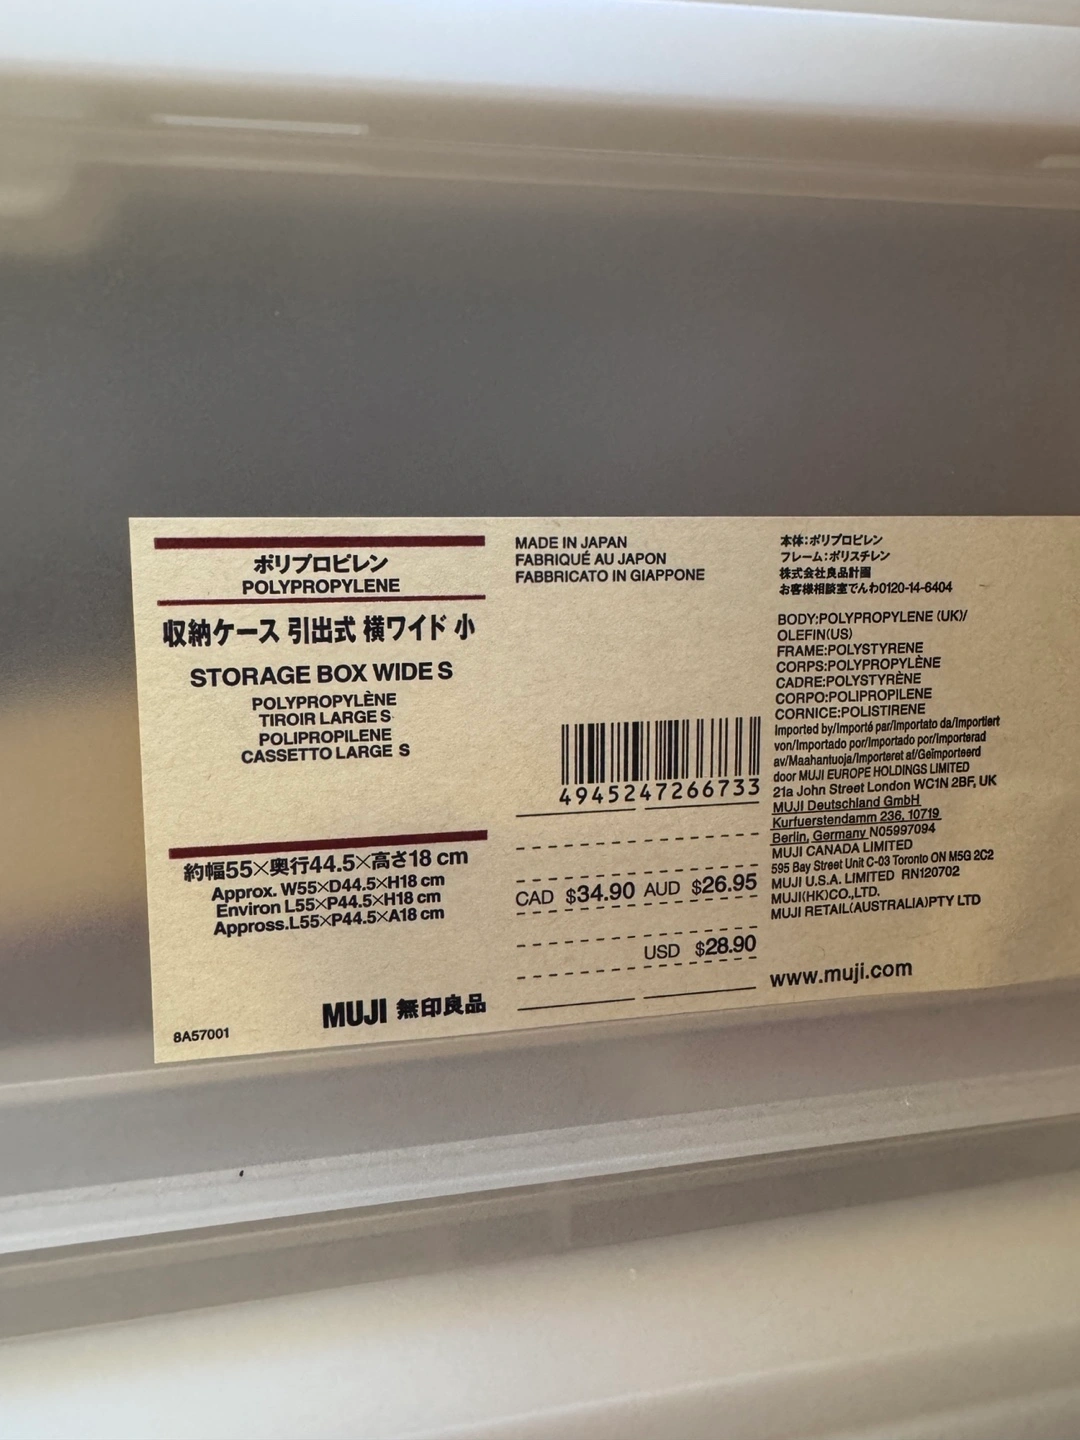 ポリプロピレン
POLYPROPYLENE
収納ケース 引出式 横ワイド 小
STORAGE BOX WIDE S
POLYPROPYLÈNE
TIROIR LARGE S
POLIPROPILENE
CASSETTO LARGE S
約幅55×奥行44.5×高さ18 cm
Approx. W55×D44.5×H18 cm
Environ L55×P44.5×H18 cm
Appross.L55×P44.5×A18 cm
MUJI 無印良品
8A57001
MADE IN JAPAN
FABRIQUÉ AU JAPON
FABBRICATO IN GIAPPONE
4945247266733
CAD $34.90 AUD $26.95
USD $28.90
本体:ポリプロピレン
フレーム:ポリスチレン
株式会社良品計画
お客様相談室でんわ0120-14-6404
BODY:POLYPROPYLENE (UK)/
OLEFIN(US)
FRAME:POLYSTYRENE
CORPS:POLYPROPYLÈNE
CADRE:POLYSTYRÈNE
CORPO:POLIPROPILENE
CORNICE:POLISTIRENE
Imported by/Importé par/Importato da/Importiert
von/Importado por/Importado por/Importerad
av/Maahantuoja/Importeret af/Geïmporteerd
door MUJI EUROPE HOLDINGS LIMITED
21a John Street London WC1N 2BF, UK
MUJI Deutschland GmbH
Kurfuerstendamm 236, 10719
Berlin, Germany N05997094
MUJI CANADA LIMITED
595 Bay Street Unit C-03 Toronto ON M5G 2C2
MUJI U.S.A. LIMITED RN120702
MUJI(HK)CO.,LTD.
MUJI RETAIL(AUSTRALIA)PTY LTD
www.muji.com